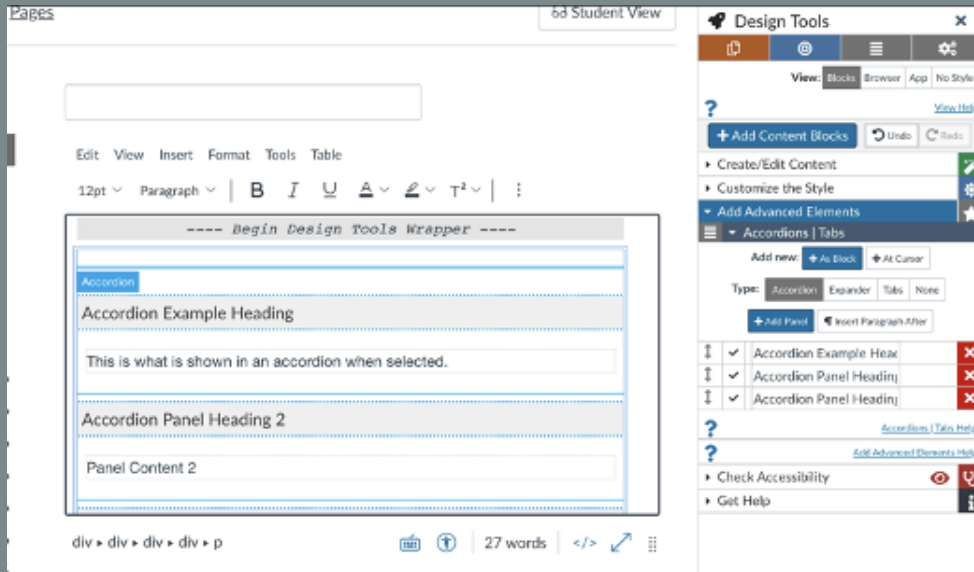 Pages
Student View
Edit View Insert Format Tools Table
12pt Paragraph B I U A T²
---- Begin Design Tools Wrapper ----
Accordion
Accordion Example Heading
This is what is shown in an accordion when selected.
Accordion Panel Heading 2
Panel Content 2
div ▸ div ▸ div ▸ div ▸ p
27 words </>
Design Tools
View: Blocks Browser App No Style
? View Help
+ Add Content Blocks Undo Redo
Create/Edit Content
Customize the Style
Add Advanced Elements
Accordions | Tabs
Add new: + As Block + At Cursor
Type: Accordion Expander Tabs None
+ Add Panel ¶ Insert Paragraph After
Accordion Example Heac
Accordion Panel Heading
Accordion Panel Heading
? Accordions | Tabs Help
? Add Advanced Elements Help
Check Accessibility
Get Help